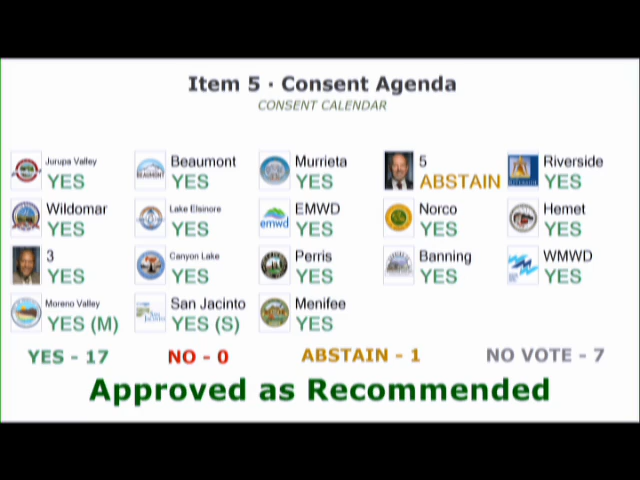 Item 5 · Consent Agenda
CONSENT CALENDAR
Jurupa Valley
YES
Beaumont
YES
Murrieta
YES
5
ABSTAIN
Riverside
YES
Wildomar
YES
Lake Elsinore
YES
EMWD
YES
emwd
Norco
YES
Hemet
YES
3
YES
Canyon Lake
YES
Perris
YES
Banning
YES
WMWD
YES
Moreno Valley
YES (M)
San Jacinto
YES (S)
Menifee
YES
YES - 17
NO - 0
ABSTAIN - 1
NO VOTE - 7
Approved as Recommended